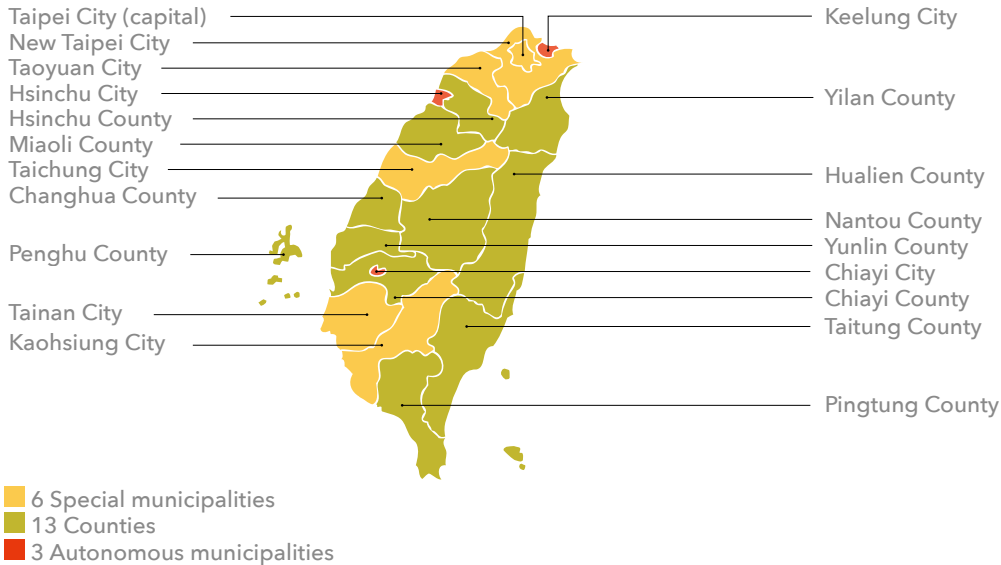 Taipei City (capital)
New Taipei City
Taoyuan City
Hsinchu City
Hsinchu County
Miaoli County
Taichung City
Changhua County
Penghu County
Tainan City
Kaohsiung City
Keelung City
Yilan County
Hualien County
Nantou County
Yunlin County
Chiayi City
Chiayi County
Taitung County
Pingtung County
6 Special municipalities
13 Counties
3 Autonomous municipalities